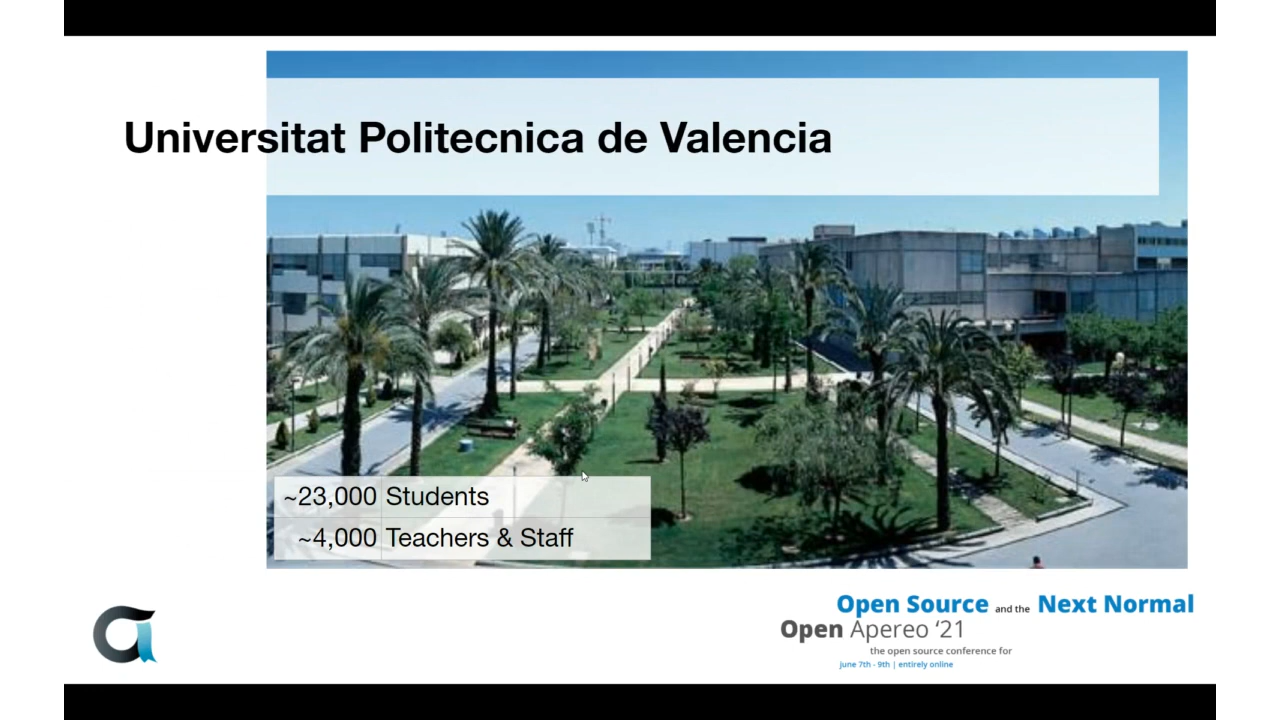 Universitat Politecnica de Valencia
~23,000 Students
~4,000 Teachers & Staff
Open Source and the Next Normal
Open Apereo ‘21
the open source conference for
june 7th - 9th | entirely online